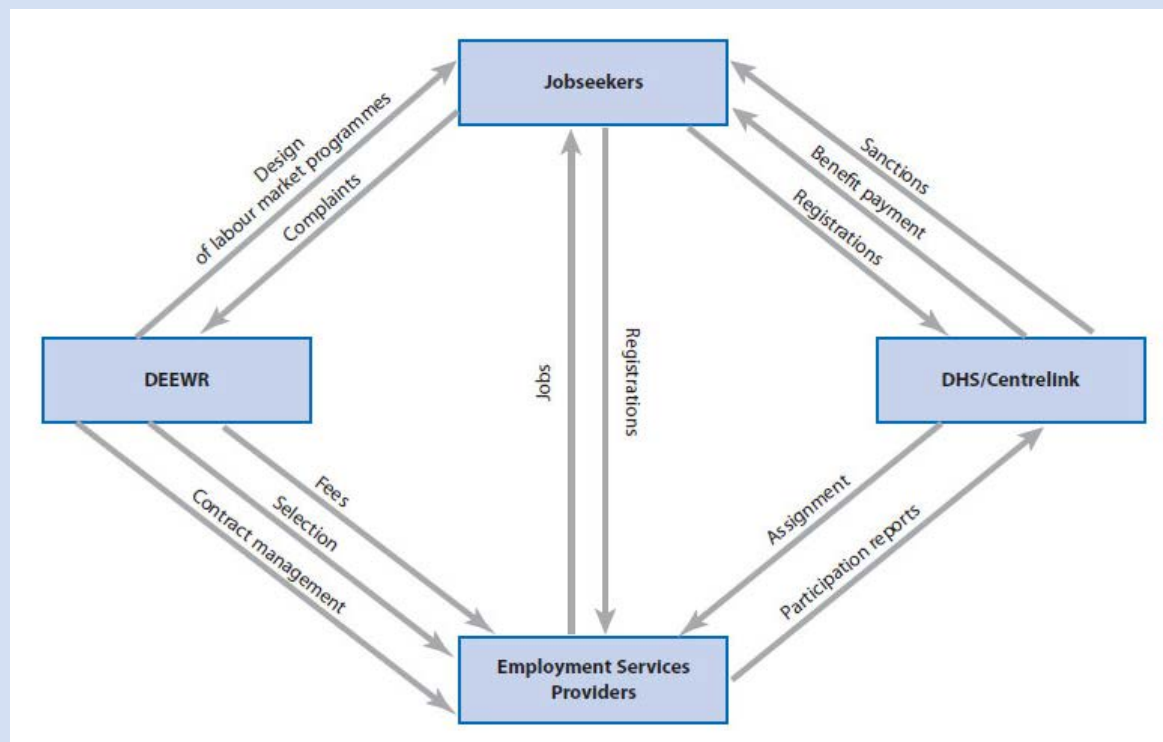 Jobseekers
Design
of labour market programmes
Complaints
Sanctions
Benefit payment
Registrations
DEEWR
Jobs
Registrations
DHS/Centrelink
Fees
Selection
Contract management
Assignment
Participation reports
Employment Services
Providers